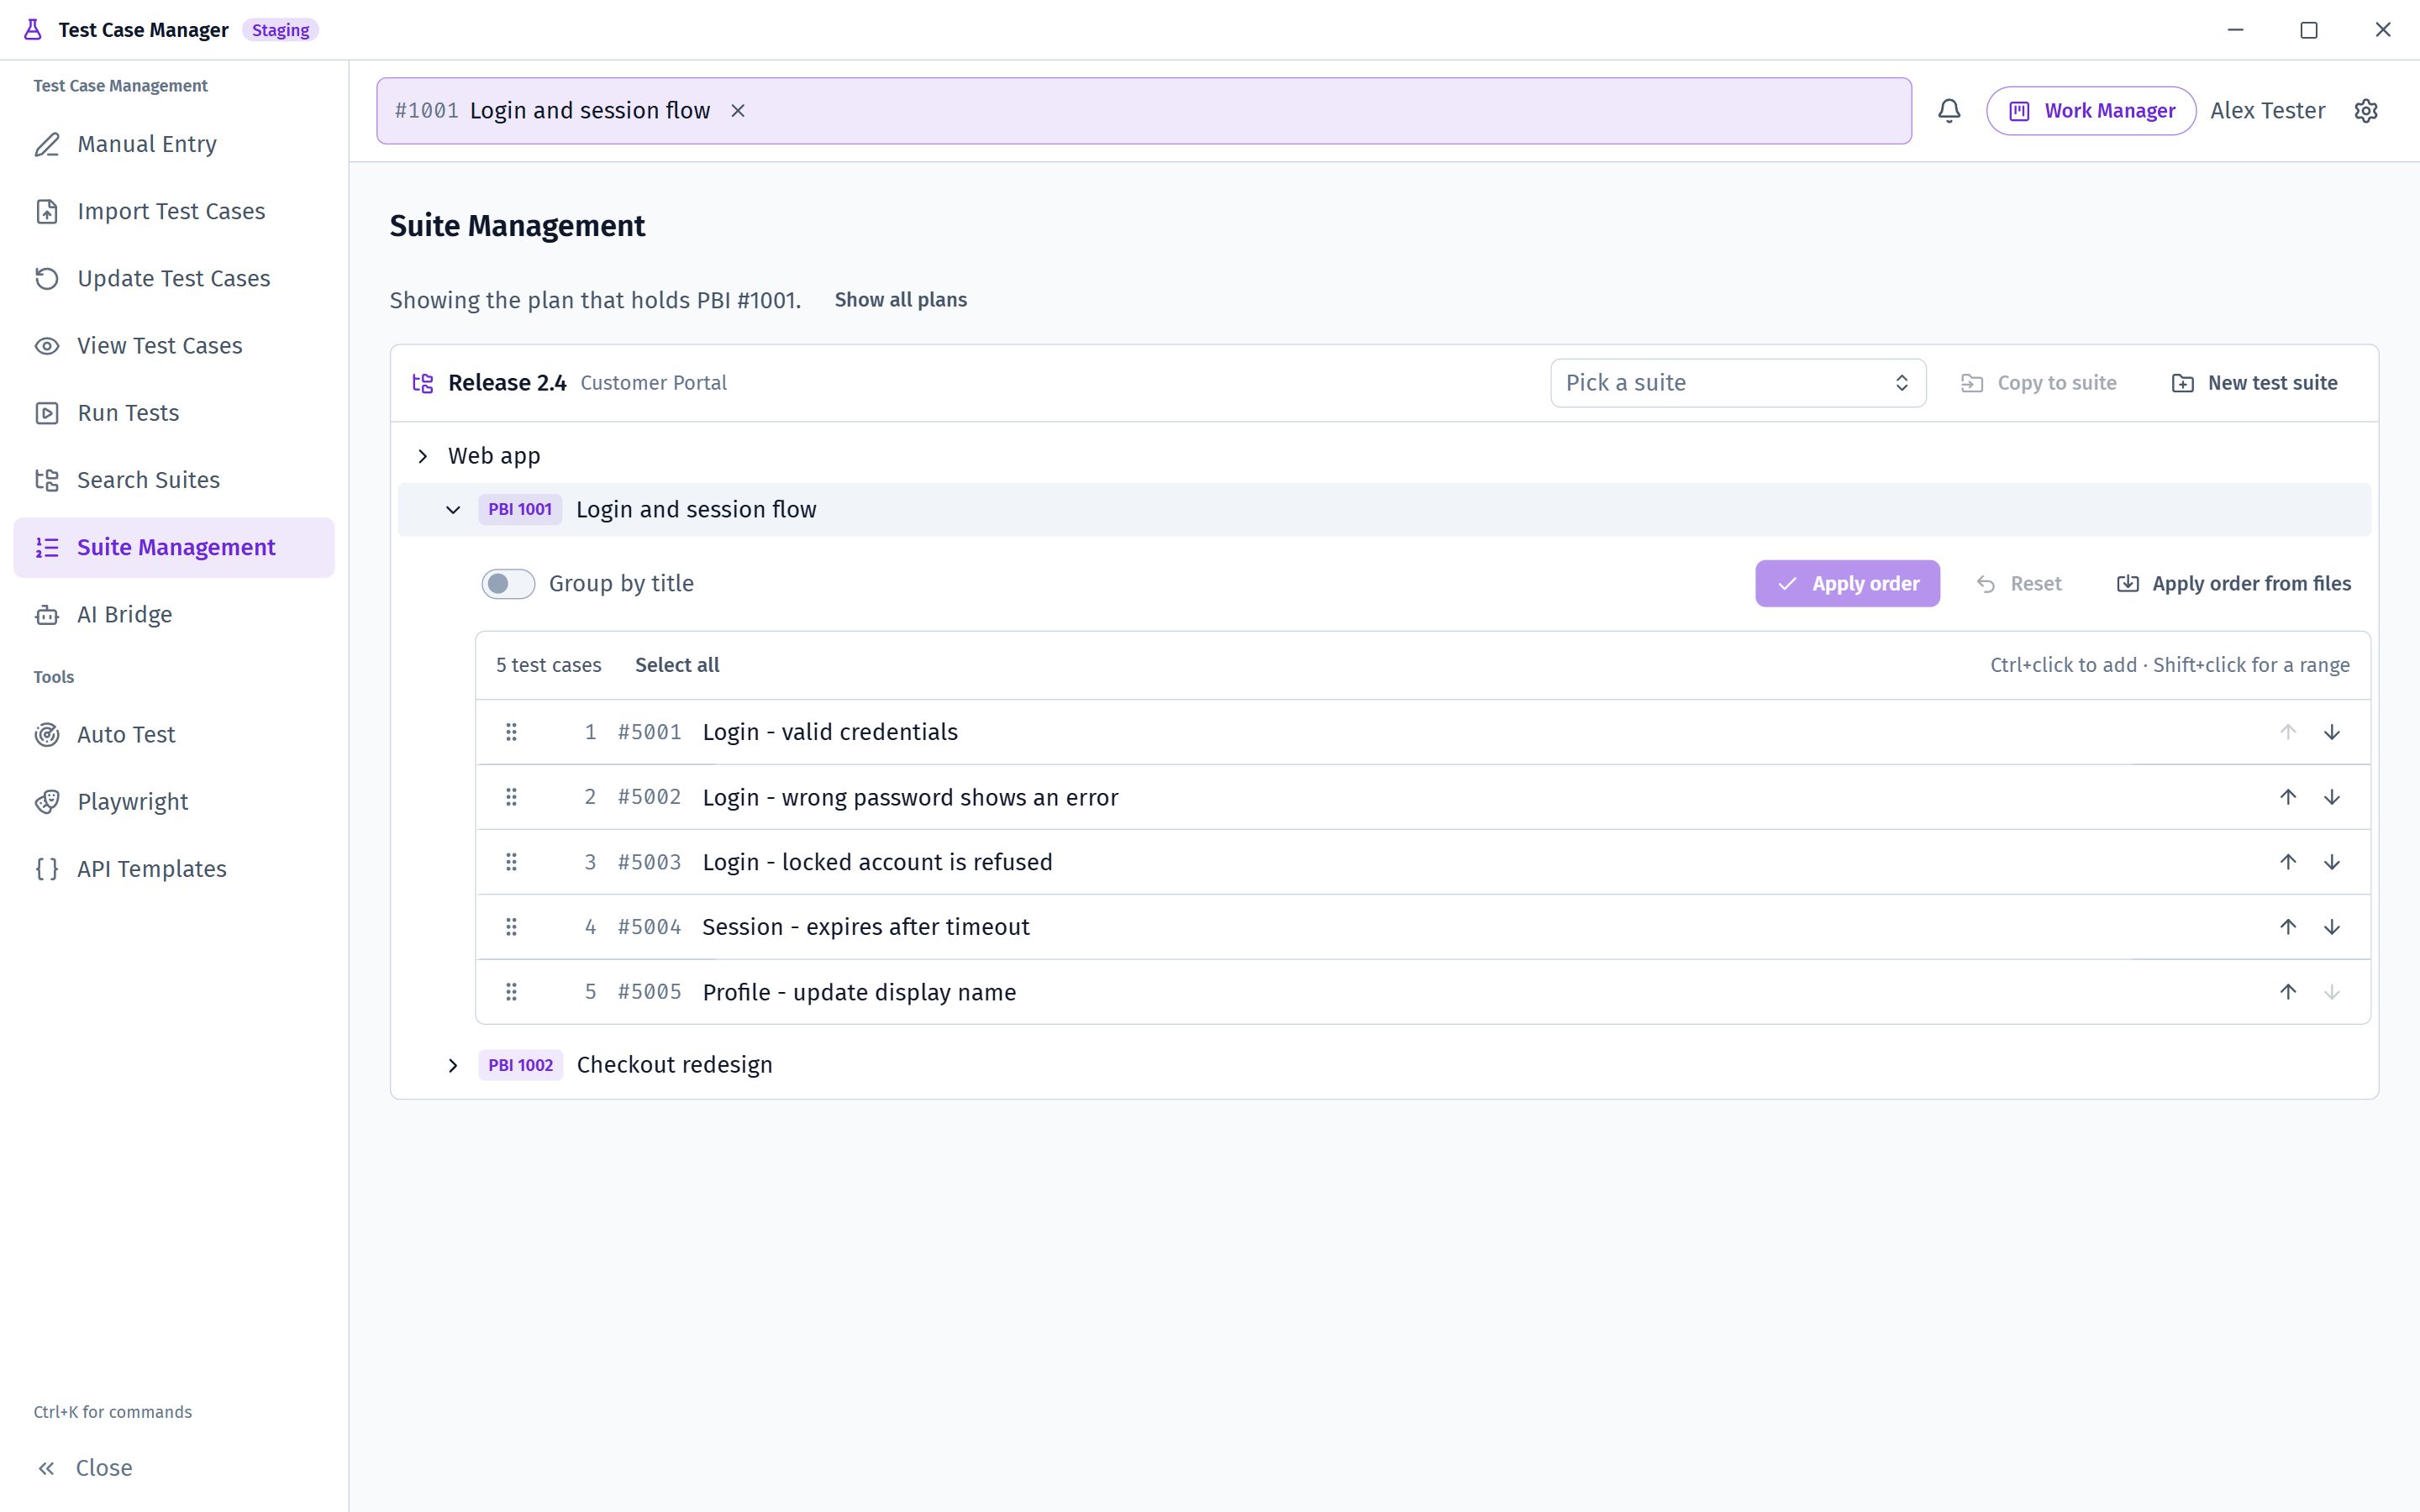 Test Case Manager Staging
Test Case Management
Manual Entry
Import Test Cases
Update Test Cases
View Test Cases
Run Tests
Search Suites
Suite Management
AI Bridge
Tools
Auto Test
Playwright
API Templates
Ctrl+K for commands
Close
#1001 Login and session flow
Work Manager
Alex Tester
Suite Management
Showing the plan that holds PBI #1001. Show all plans
Release 2.4 Customer Portal Pick a suite Copy to suite New test suite
Web app
PBI 1001 Login and session flow
Group by title Apply order Reset Apply order from files
5 test cases Select all Ctrl+click to add · Shift+click for a range
1 #5001 Login - valid credentials
2 #5002 Login - wrong password shows an error
3 #5003 Login - locked account is refused
4 #5004 Session - expires after timeout
5 #5005 Profile - update display name
PBI 1002 Checkout redesign